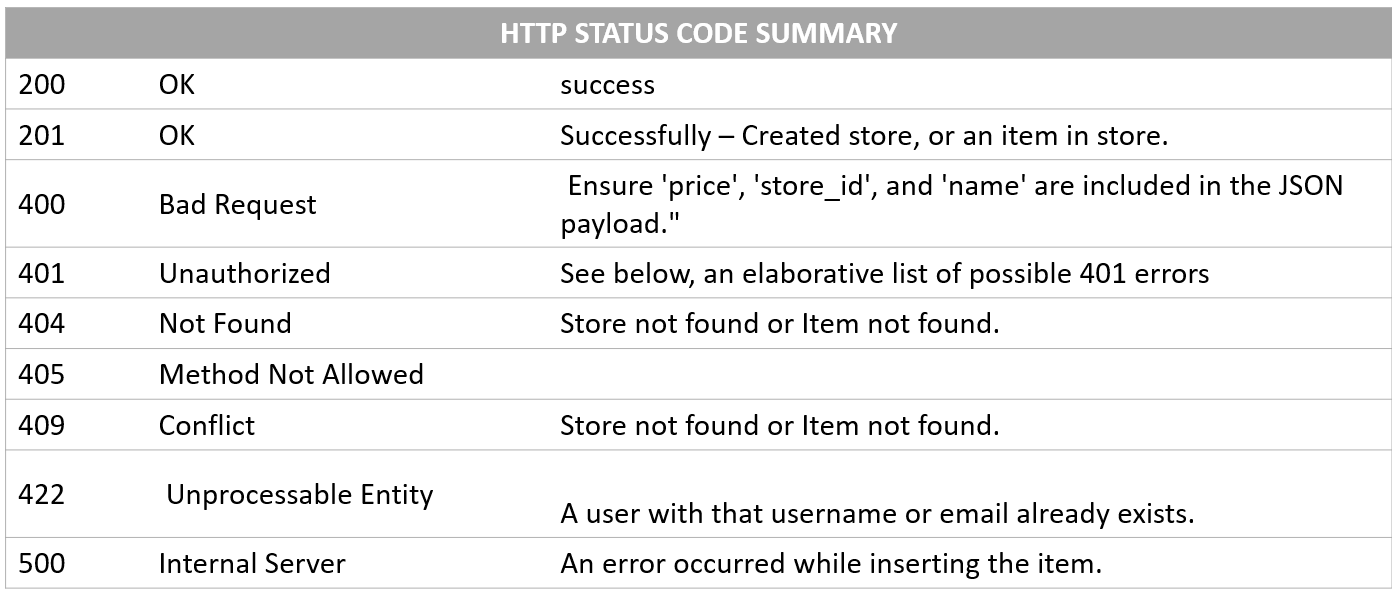 HTTP STATUS CODE SUMMARY
200 OK success
201 OK Successfully – Created store, or an item in store.
400 Bad Request Ensure 'price', 'store_id', and 'name' are included in the JSON
payload."
401 Unauthorized See below, an elaborative list of possible 401 errors
404 Not Found Store not found or Item not found.
405 Method Not Allowed
409 Conflict Store not found or Item not found.
422 Unprocessable Entity A user with that username or email already exists.
500 Internal Server An error occurred while inserting the item.